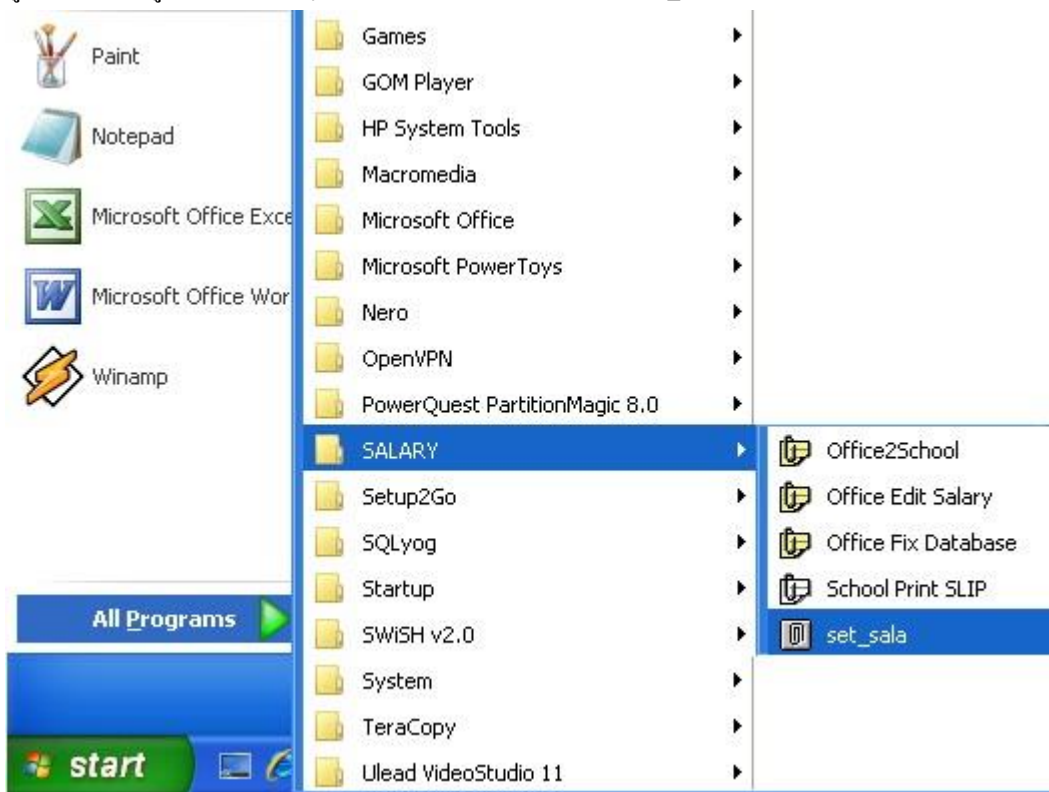 Paint
Notepad
Microsoft Office Exce
Microsoft Office Wor
Winamp
All Programs
start
Games
GOM Player
HP System Tools
Macromedia
Microsoft Office
Microsoft PowerToys
Nero
OpenVPN
PowerQuest PartitionMagic 8.0
SALARY
Setup2Go
SQLyog
Startup
SWiSH v2.0
System
TeraCopy
Ulead VideoStudio 11
Office2School
Office Edit Salary
Office Fix Database
School Print SLIP
set_sala